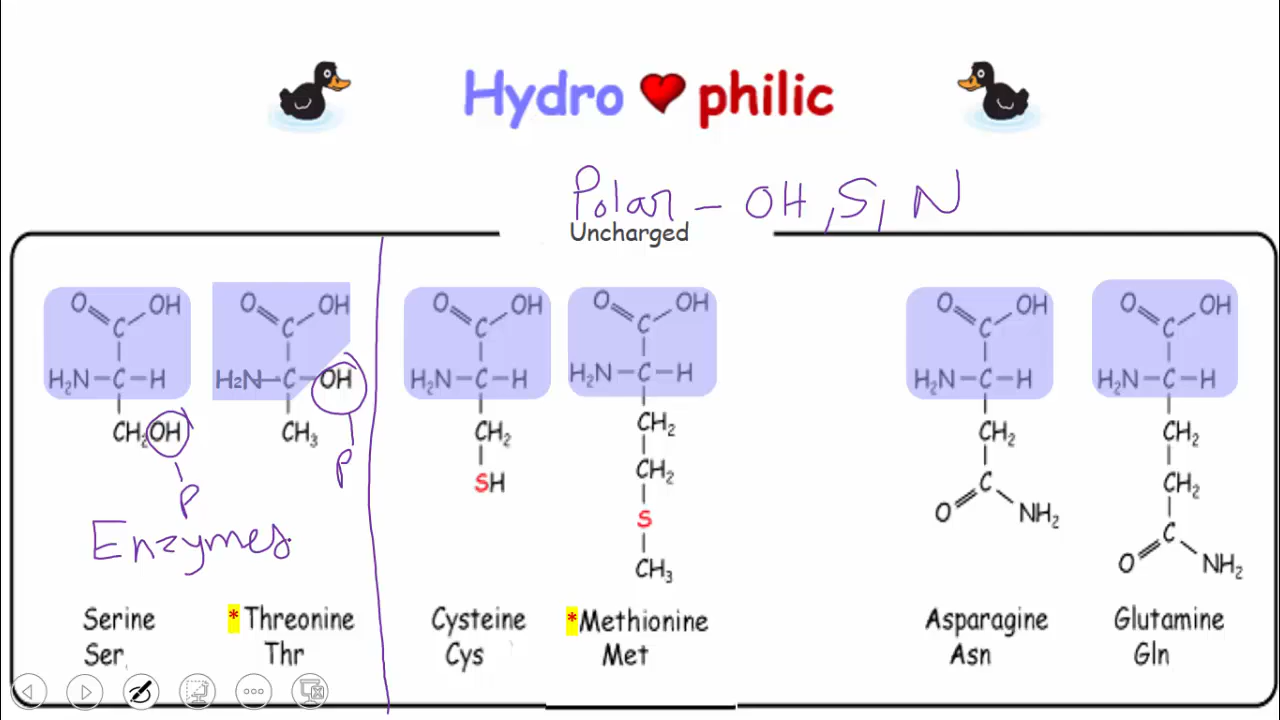 Hydro philic
Polar - OH, S, N
Uncharged
O OH O OH O OH O OH O OH O OH
C C C C C C
H₂N-C-H H₂N-C-OH H₂N-C-H H₂N-C-H H₂N-C-H H₂N-C-H
CH₂OH CH₃ CH₂ CH₂ CH₂ CH₂
P P SH CH₂ C CH₂
S O NH₂ C
CH₃ O NH₂
Enzymes
Serine *Threonine Cysteine *Methionine Asparagine Glutamine
Ser Thr Cys Met Asn Gln